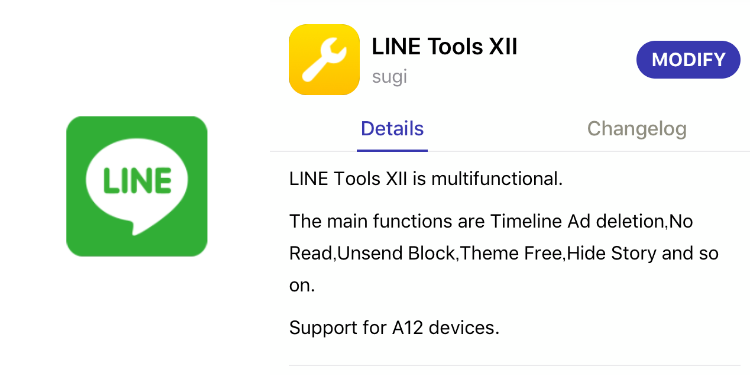 LINE
LINE Tools XII
sugi
MODIFY
Details
Changelog
LINE Tools XII is multifunctional.
The main functions are Timeline Ad deletion,No
Read,Unsend Block,Theme Free,Hide Story and so
on.
Support for A12 devices.